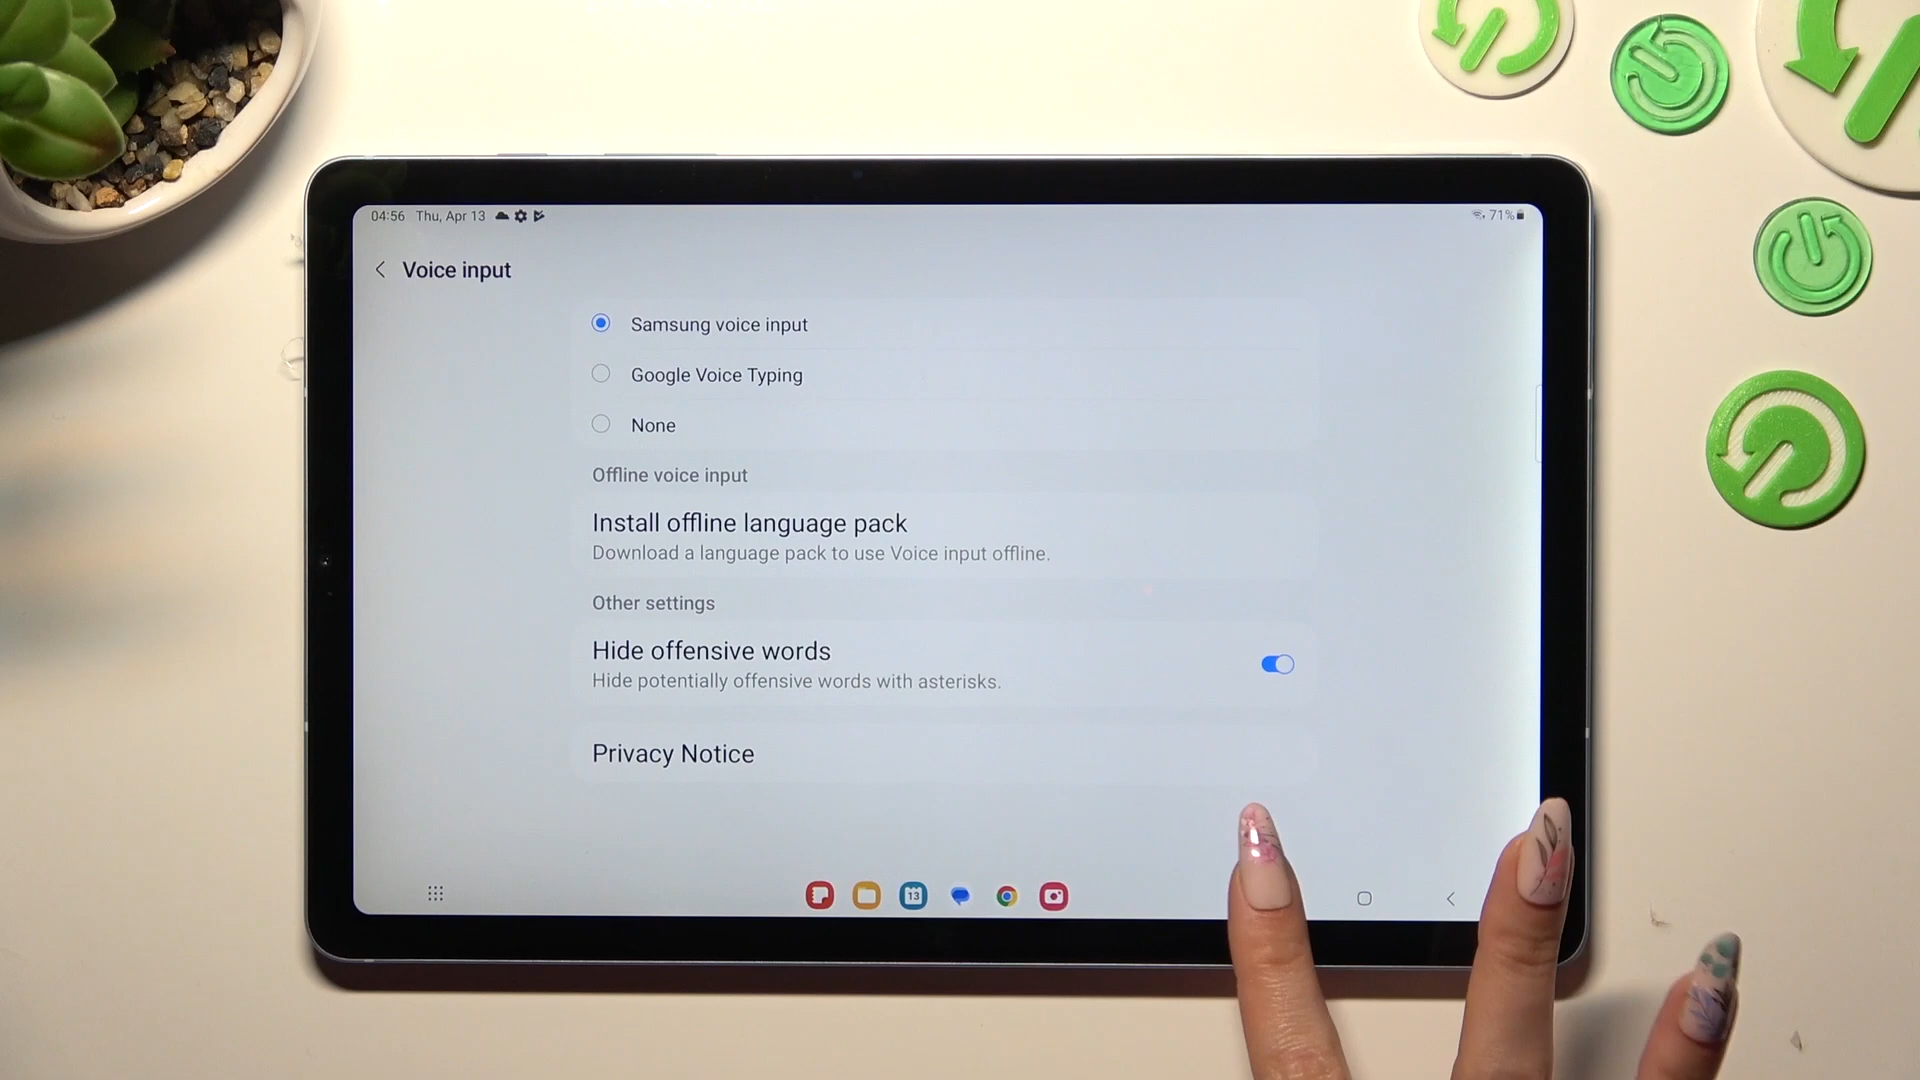 04:56 Thu, Apr 13
71%
Voice input
Samsung voice input
Google Voice Typing
None
Offline voice input
Install offline language pack
Download a language pack to use Voice input offline.
Other settings
Hide offensive words
Hide potentially offensive words with asterisks.
Privacy Notice
13